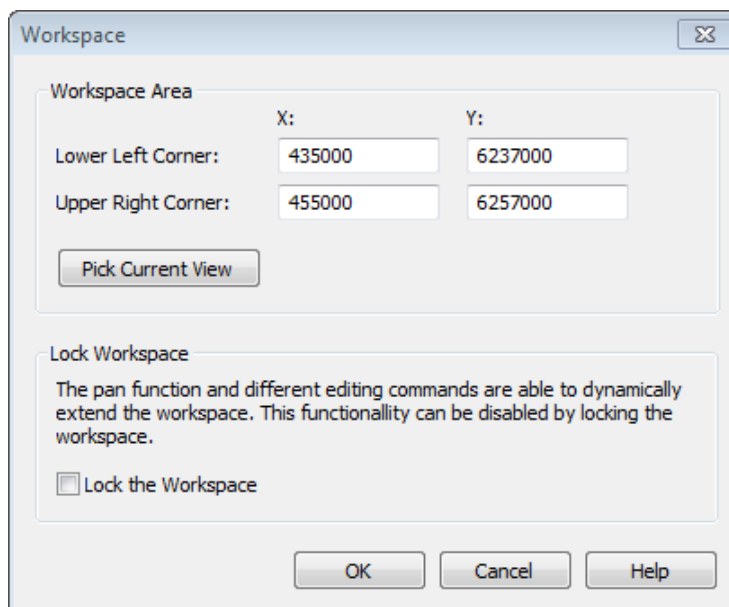 Workspace
Workspace Area
X: Y:
Lower Left Corner: 435000 6237000
Upper Right Corner: 455000 6257000
Pick Current View
Lock Workspace
The pan function and different editing commands are able to dynamically
extend the workspace. This functionallity can be disabled by locking the
workspace.
Lock the Workspace
OK Cancel Help